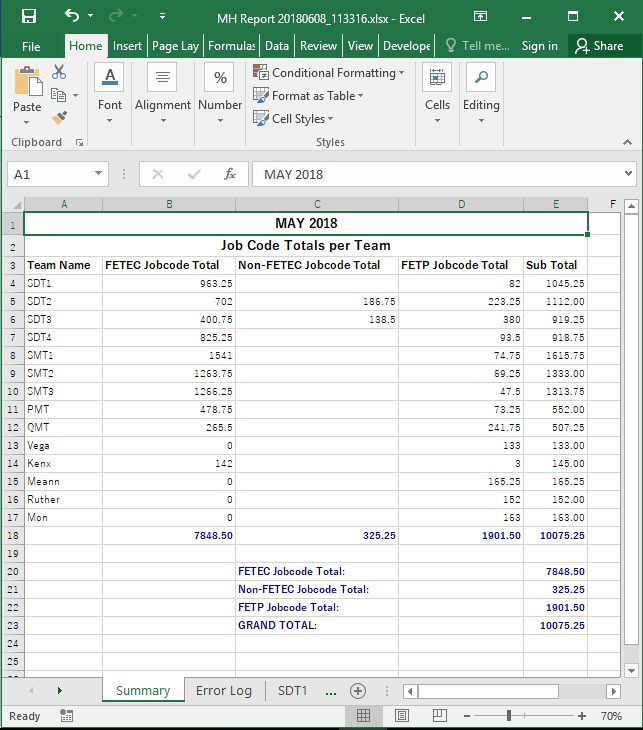 MH Report 20180608_113316.xlsx - Excel
File Home Insert Page Lay Formulas Data Review View Develope Tell me... Sign in Share
Paste Font Alignment Number % Conditional Formatting Format as Table Cell Styles Cells Editing
Clipboard Styles
A1 fx MAY 2018
A B C D E F
1 MAY 2018
2 Job Code Totals per Team
3 Team Name FETEC Jobcode Total Non-FETEC Jobcode Total FETP Jobcode Total Sub Total
4 SDT1 963.25 82 1045.25
5 SDT2 702 186.75 223.25 1112.00
6 SDT3 400.75 138.5 380 919.25
7 SDT4 825.25 93.5 918.75
8 SMT1 1541 74.75 1615.75
9 SMT2 1263.75 69.25 1333.00
10 SMT3 1266.25 47.5 1313.75
11 PMT 478.75 73.25 552.00
12 QMT 265.5 241.75 507.25
13 Vega 0 133 133.00
14 Kenx 142 3 145.00
15 Meann 0 165.25 165.25
16 Ruther 0 152 152.00
17 Mon 0 163 163.00
18 7848.50 325.25 1901.50 10075.25
19
20 FETEC Jobcode Total: 7848.50
21 Non-FETEC Jobcode Total: 325.25
22 FETP Jobcode Total: 1901.50
23 GRAND TOTAL: 10075.25
24
25
Summary Error Log SDT1 ...
Ready 70%